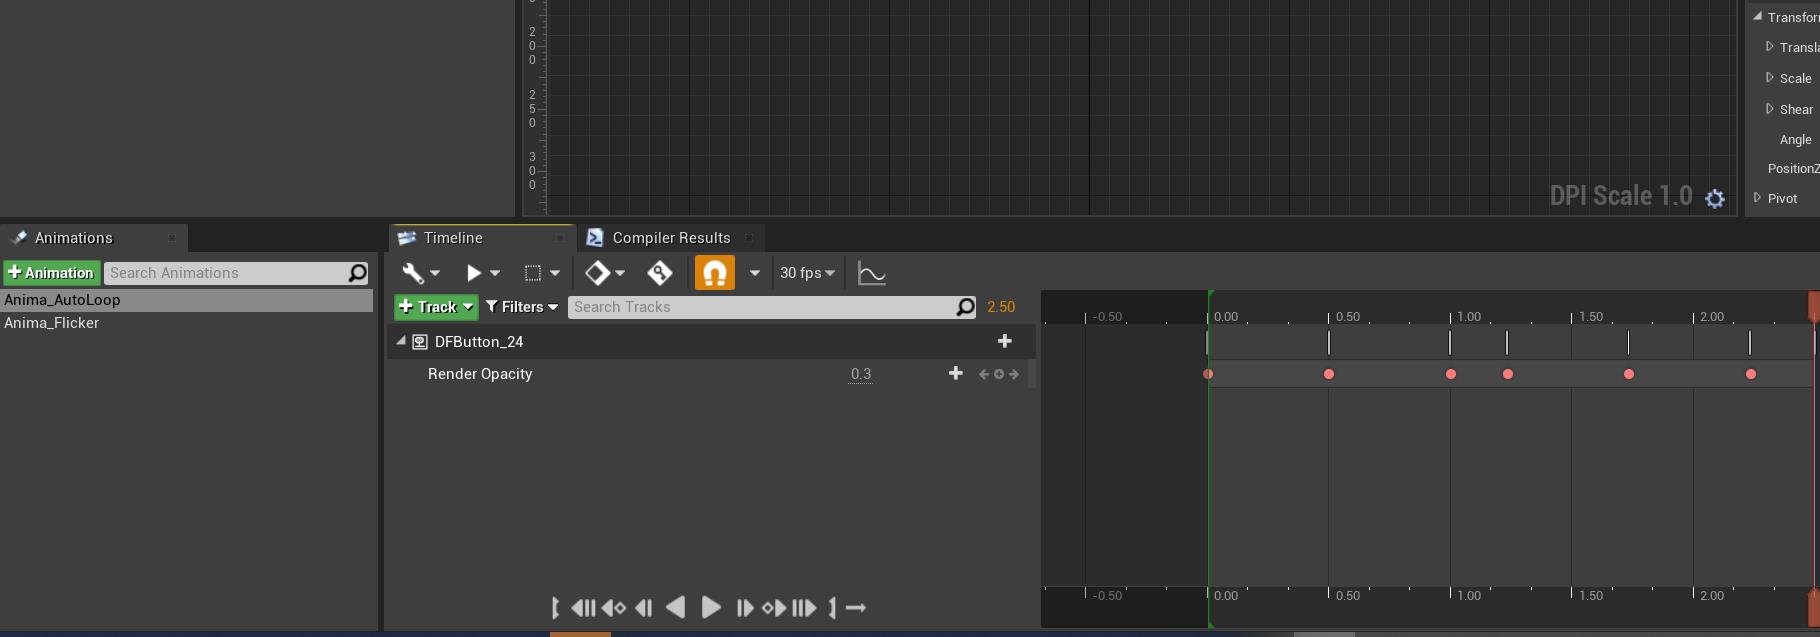 2
0
0
2
5
0
3
0
0
DPI Scale 1.0
Transfor
Transla
Scale
Shear
Angle
PositionZ
Pivot
Animations
Timeline
Compiler Results
Animation
Search Animations
30 fps
Anima_AutoLoop
Anima_Flicker
Track
Filters
Search Tracks
2.50
-0.50
0.00
0.50
1.00
1.50
2.00
DFButton_24
Render Opacity
0.3
-0.50
0.00
0.50
1.00
1.50
2.00